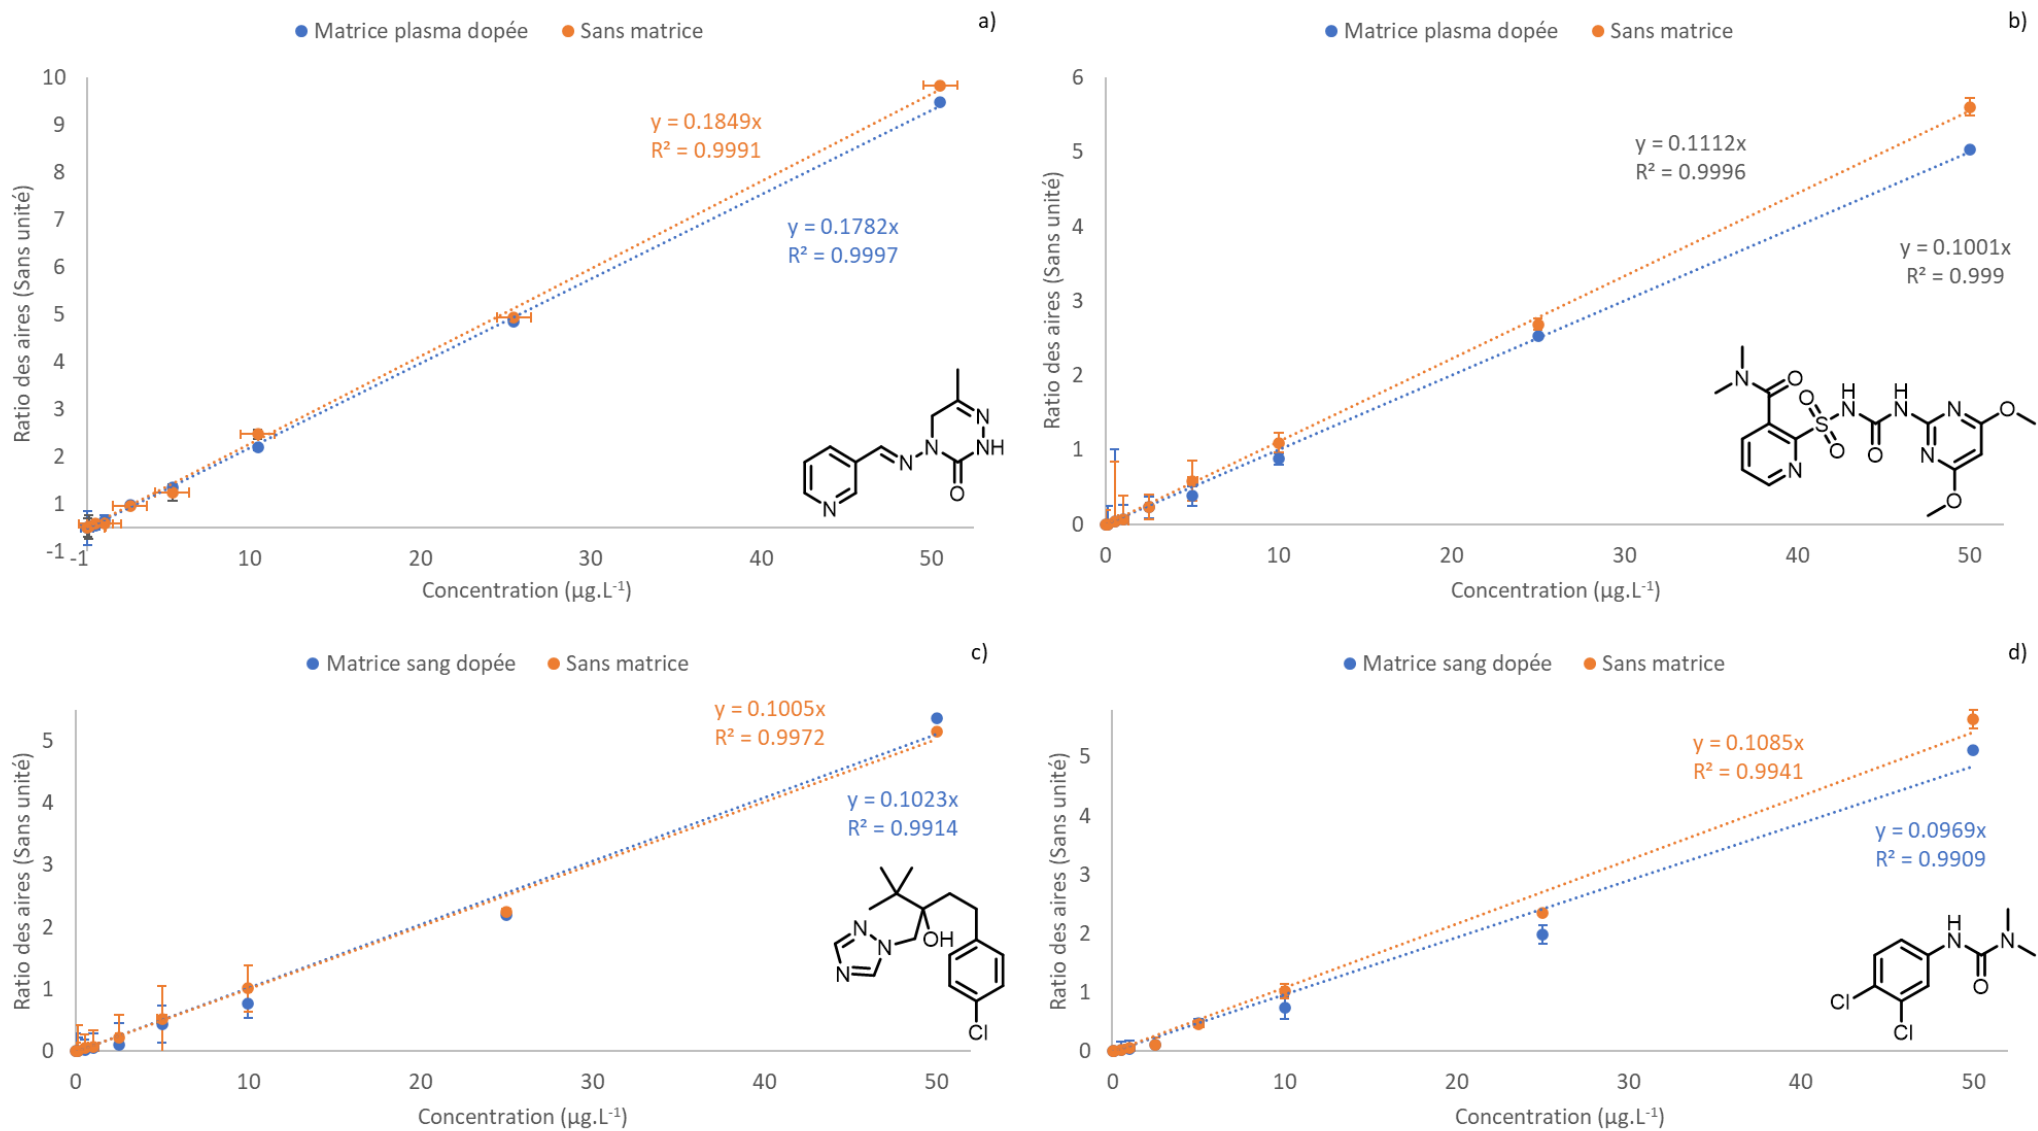 Matrice plasma dopée Sans matrice a)
10
9
8
7
6
5
4
3
2
1
-1
-1 10 20 30 40 50
Ratio des aires (Sans unité)
Concentration (µg.L⁻¹)
y = 0.1849x
R² = 0.9991
y = 0.1782x
R² = 0.9997
N
N
N
N
NH
O
Matrice plasma dopée Sans matrice b)
6
5
4
3
2
1
0
0 10 20 30 40 50
Ratio des aires (Sans unité)
Concentration (µg.L⁻¹)
y = 0.1112x
R² = 0.9996
y = 0.1001x
R² = 0.999
N
O
O
S
O
H
N
O
H
N
N
N
O
O
N
Matrice sang dopée Sans matrice c)
5
4
3
2
1
0
0 10 20 30 40 50
Ratio des aires (Sans unité)
Concentration (µg.L⁻¹)
y = 0.1005x
R² = 0.9972
y = 0.1023x
R² = 0.9914
N
N
N
OH
Cl
Matrice sang dopée Sans matrice d)
5
4
3
2
1
0
0 10 20 30 40 50
Ratio des aires (Sans unité)
Concentration (µg.L⁻¹)
y = 0.1085x
R² = 0.9941
y = 0.0969x
R² = 0.9909
H
N
N
O
Cl
Cl